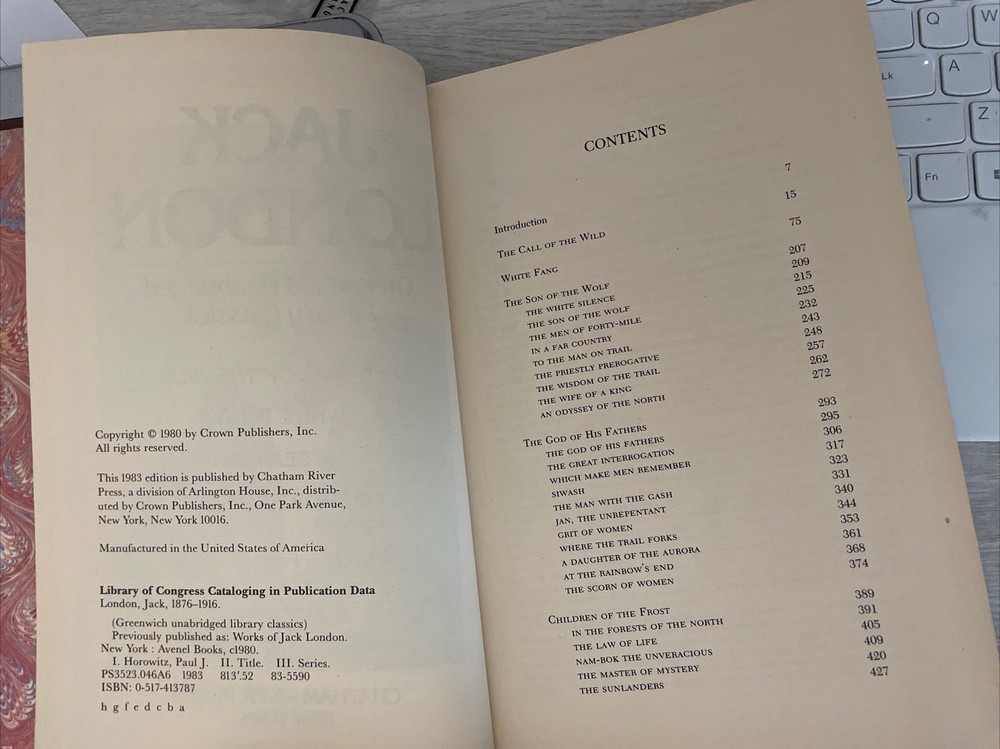 Copyright © 1980 by Crown Publishers, Inc.
All rights reserved.
This 1983 edition is published by Chatham River
Press, a division of Arlington House, Inc., distrib-
uted by Crown Publishers, Inc., One Park Avenue,
New York, New York 10016.
Manufactured in the United States of America
Library of Congress Cataloging in Publication Data
London, Jack, 1876–1916.
(Greenwich unabridged library classics)
Previously published as: Works of Jack London.
New York : Avenel Books, c1980.
I. Horowitz, Paul J. II. Title. III. Series.
PS3523.046A6 1983 813'.52 83-5590
ISBN: 0-517-413787
h g f e d c b a
CONTENTS
Introduction 7
THE CALL OF THE WILD 15
WHITE FANG 75
THE SON OF THE WOLF 207
THE WHITE SILENCE 209
THE SON OF THE WOLF 215
THE MEN OF FORTY-MILE 225
IN A FAR COUNTRY 232
TO THE MAN ON TRAIL 243
THE PRIESTLY PREROGATIVE 248
THE WISDOM OF THE TRAIL 257
THE WIFE OF A KING 262
AN ODYSSEY OF THE NORTH 272
THE GOD OF HIS FATHERS 293
THE GOD OF HIS FATHERS 295
THE GREAT INTERROGATION 306
WHICH MAKE MEN REMEMBER 317
SIWASH 323
THE MAN WITH THE GASH 331
JAN, THE UNREPENTANT 340
GRIT OF WOMEN 344
WHERE THE TRAIL FORKS 353
A DAUGHTER OF THE AURORA 361
AT THE RAINBOW'S END 368
THE SCORN OF WOMEN 374
CHILDREN OF THE FROST 389
IN THE FORESTS OF THE NORTH 391
THE LAW OF LIFE 405
NAM-BOK THE UNVERACIOUS 409
THE MASTER OF MYSTERY 420
THE SUNLANDERS 427
Q W
Lk A
Z
Fn